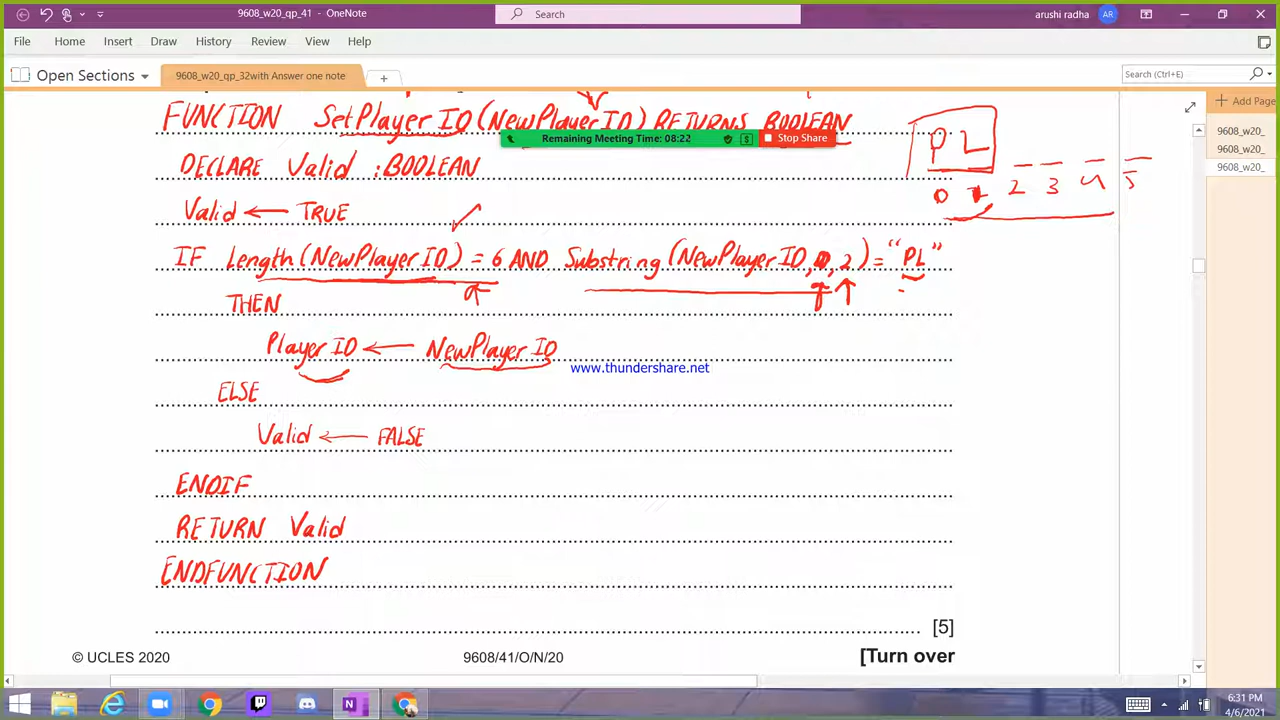 9608_w20_qp_41 - OneNote
Search
arushi radha
AR
File Home Insert Draw History Review View Help
Open Sections
9608_w20_qp_32with Answer one note
+
Search (Ctrl+E)
Add Page
9608_w20_
9608_w20_
9608_w20_
FUNCTION SetPlayerID(NewPlayerID) RETURNS BOOLEAN
Remaining Meeting Time: 08:22
Stop Share
PL
0 1 2 3 4 5
DECLARE Valid :BOOLEAN
Valid ← TRUE
IF Length(NewPlayerID) = 6 AND Substring(NewPlayerID, 0, 2) = "PL"
THEN
PlayerID ← NewPlayerID
www.thundershare.net
ELSE
Valid ← FALSE
ENDIF
RETURN Valid
ENDFUNCTION
[5]
© UCLES 2020
9608/41/O/N/20
[Turn over
6:31 PM
4/6/2021